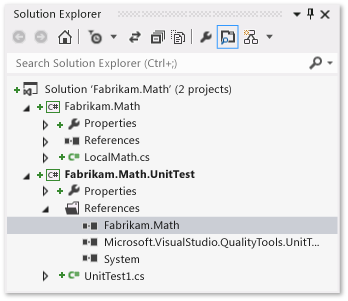 Solution Explorer
Search Solution Explorer (Ctrl+;)
Solution 'Fabrikam.Math' (2 projects)
C# Fabrikam.Math
Properties
References
C# LocalMath.cs
C# Fabrikam.Math.UnitTest
Properties
References
Fabrikam.Math
Microsoft.VisualStudio.QualityTools.UnitT...
System
C# UnitTest1.cs